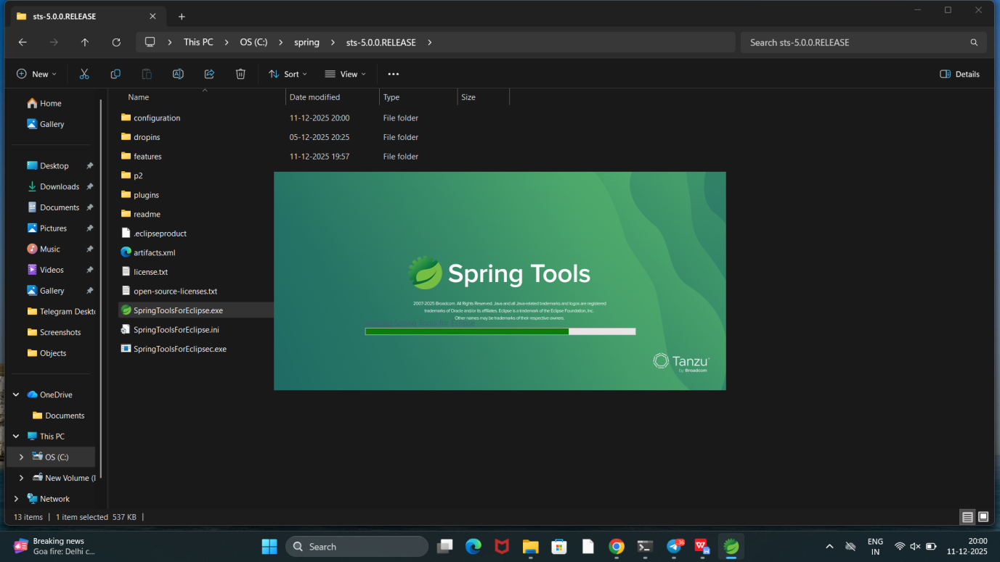 sts-5.0.0.RELEASE
This PC
OS (C:)
spring
sts-5.0.0.RELEASE
Search sts-5.0.0.RELEASE
New
Sort
View
Details
Name
Date modified
Type
Size
configuration
11-12-2025 20:00
File folder
dropins
05-12-2025 20:25
File folder
features
11-12-2025 19:57
File folder
p2
plugins
readme
.eclipseproduct
artifacts.xml
license.txt
open-source-licenses.txt
SpringToolsForEclipse.exe
SpringToolsForEclipse.ini
SpringToolsForEclipsec.exe
Home
Gallery
Desktop
Downloads
Documents
Pictures
Music
Videos
Gallery
Telegram Deskt
Screenshots
Objects
OneDrive
Documents
This PC
OS (C:)
New Volume (
Network
Spring Tools
2007-2025 Broadcom. All Rights Reserved. Java and all Java-related trademarks and logos are registered
trademarks of Oracle and/or its affiliates. Eclipse is a trademark of the Eclipse Foundation, Inc.
Other names may be trademarks of their respective owners.
Tanzu
by Broadcom
13 items
1 item selected
537 KB
Breaking news
Goa fire: Delhi c...
Search
36
ENG
IN
20:00
11-12-2025